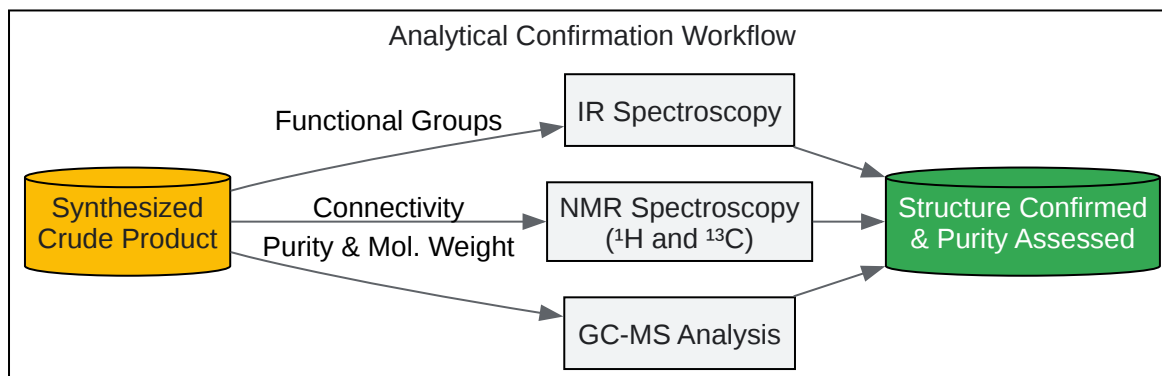 Analytical Confirmation Workflow
Functional Groups
IR Spectroscopy
Synthesized
Crude Product
Connectivity
Purity & Mol. Weight
NMR Spectroscopy
(¹H and ¹³C)
Structure Confirmed
& Purity Assessed
GC-MS Analysis